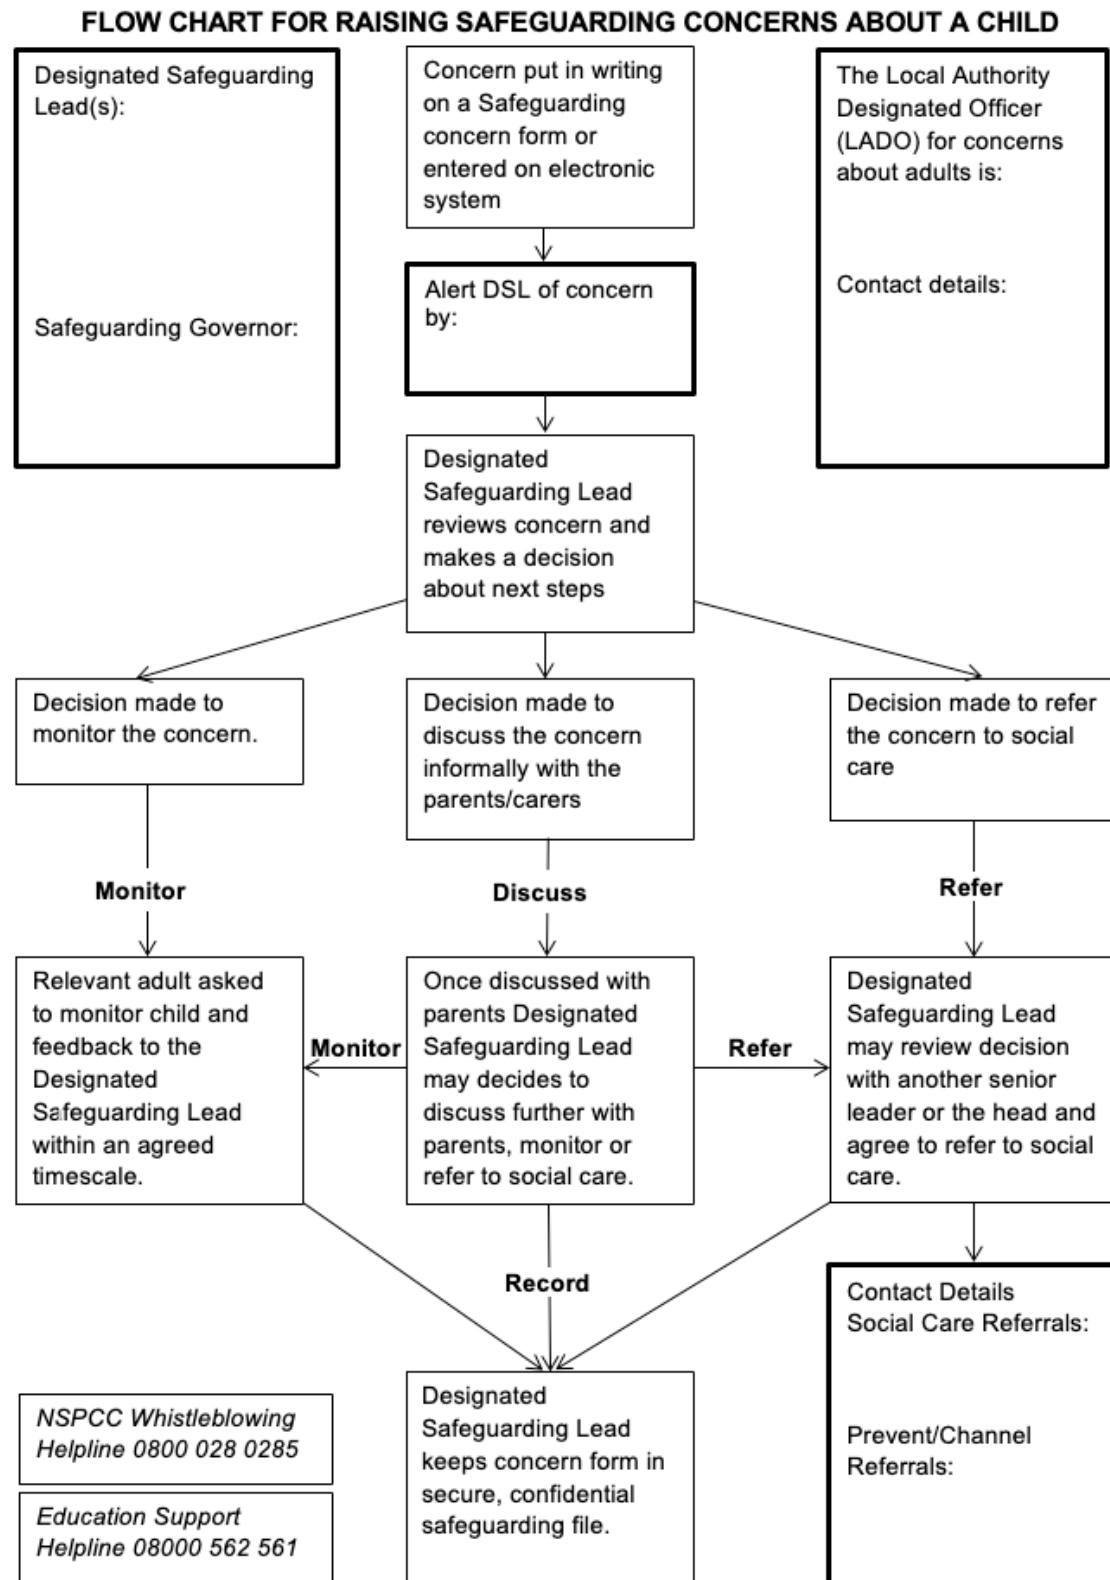 FLOW CHART FOR RAISING SAFEGUARDING CONCERNS ABOUT A CHILD
Designated Safeguarding
Lead(s):
Safeguarding Governor:
Concern put in writing
on a Safeguarding
concern form or
entered on electronic
system
The Local Authority
Designated Officer
(LADO) for concerns
about adults is:
Contact details:
Alert DSL of concern
by:
Designated
Safeguarding Lead
reviews concern and
makes a decision
about next steps
Decision made to
monitor the concern.
Decision made to
discuss the concern
informally with the
parents/carers
Decision made to refer
the concern to social
care
Monitor
Discuss
Refer
Relevant adult asked
to monitor child and
feedback to the
Designated
Safeguarding Lead
within an agreed
timescale.
Monitor
Once discussed with
parents Designated
Safeguarding Lead
may decides to
discuss further with
parents, monitor or
refer to social care.
Refer
Designated
Safeguarding Lead
may review decision
with another senior
leader or the head and
agree to refer to social
care.
Record
Contact Details
Social Care Referrals:
Prevent/Channel
Referrals:
Designated
Safeguarding Lead
keeps concern form in
secure, confidential
safeguarding file.
NSPCC Whistleblowing
Helpline 0800 028 0285
Education Support
Helpline 08000 562 561